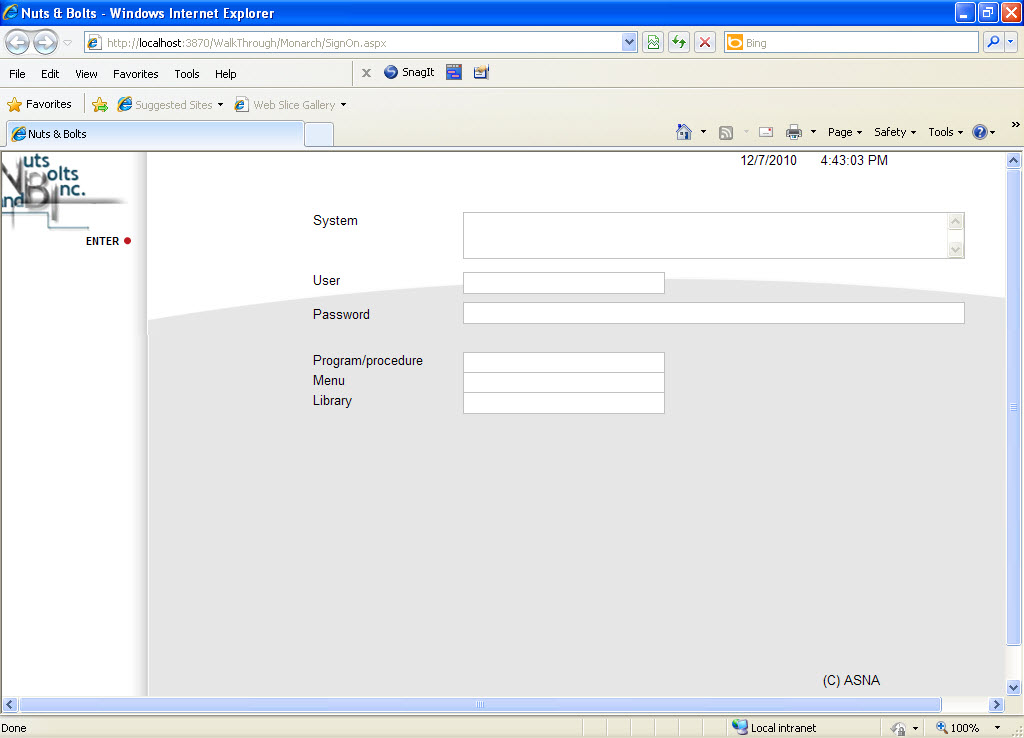 Nuts & Bolts - Windows Internet Explorer
http://localhost:3870/WalkThrough/Monarch/SignOn.aspx
Bing
File Edit View Favorites Tools Help
x SnagIt
Favorites Suggested Sites Web Slice Gallery
Nuts & Bolts
Page Safety Tools »
Nuts
and Bolts
Inc.
12/7/2010 4:43:03 PM
ENTER
System
User
Password
Program/procedure
Menu
Library
(C) ASNA
Done Local intranet 100%